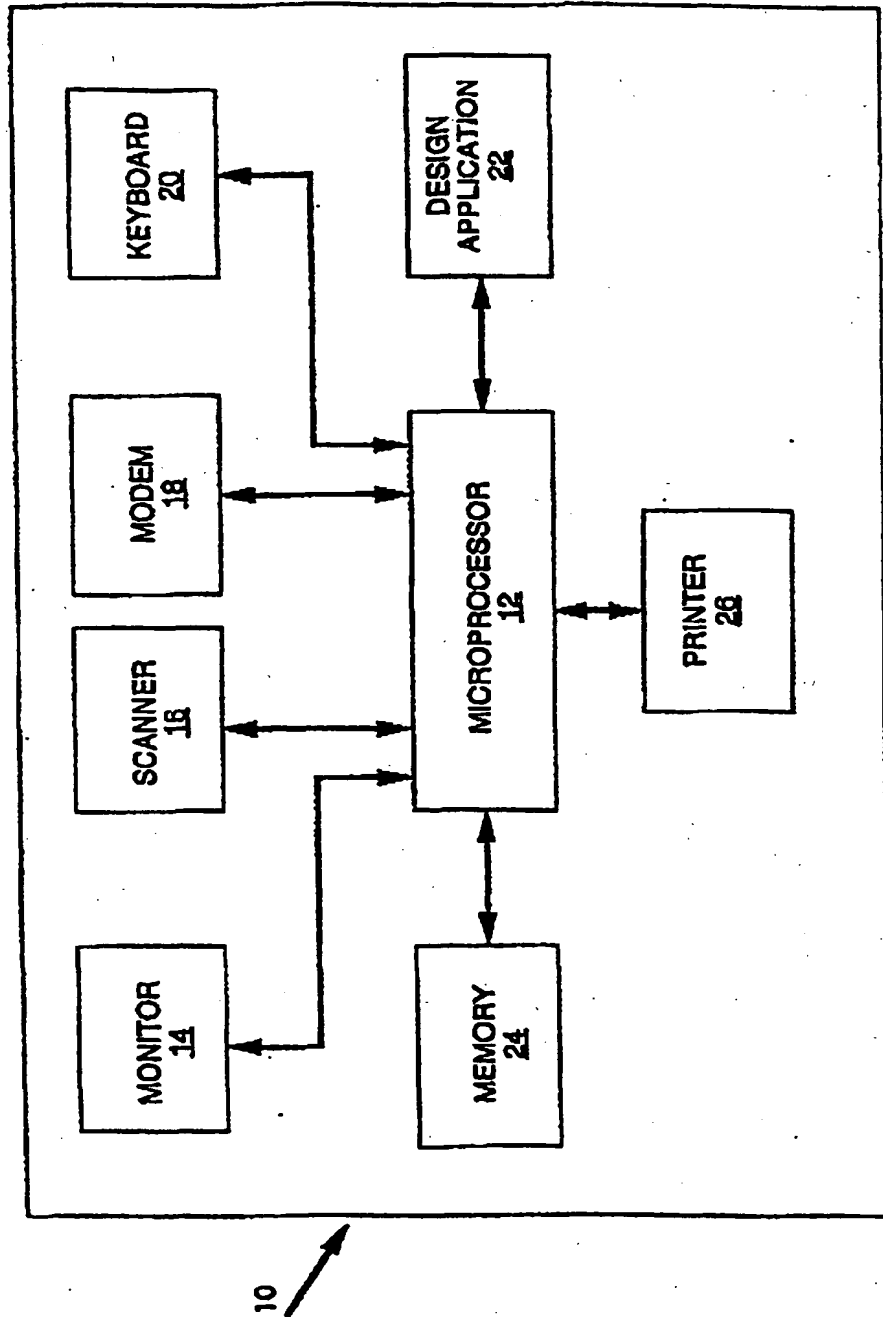 10
MONITOR
14
SCANNER
16
MODEM
18
KEYBOARD
20
MEMORY
24
MICROPROCESSOR
12
DESIGN
APPLICATION
22
PRINTER
26